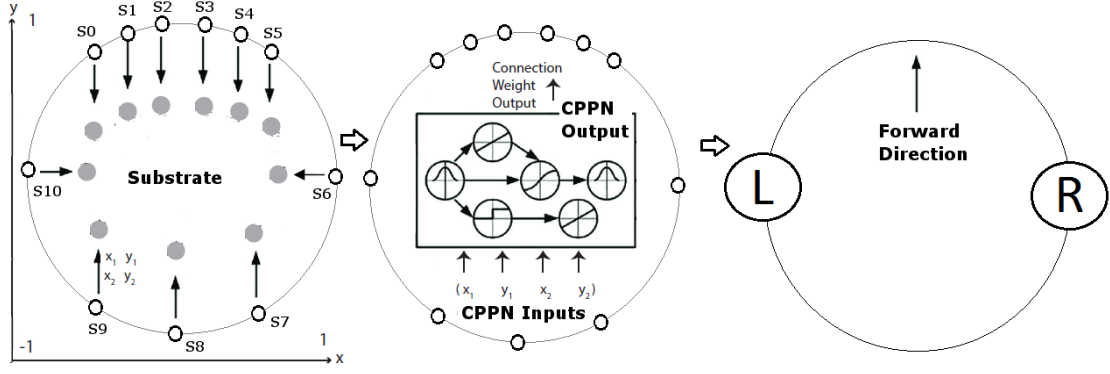 y
1
S0
S1
S2
S3
S4
S5
S10
Substrate
S6
x₁ y₁
x₂ y₂
S9
S8
S7
-1
1
x
Connection
Weight
Output
CPPN
Output
( x₁ y₁ x₂ y₂)
CPPN Inputs
Forward
Direction
L
R